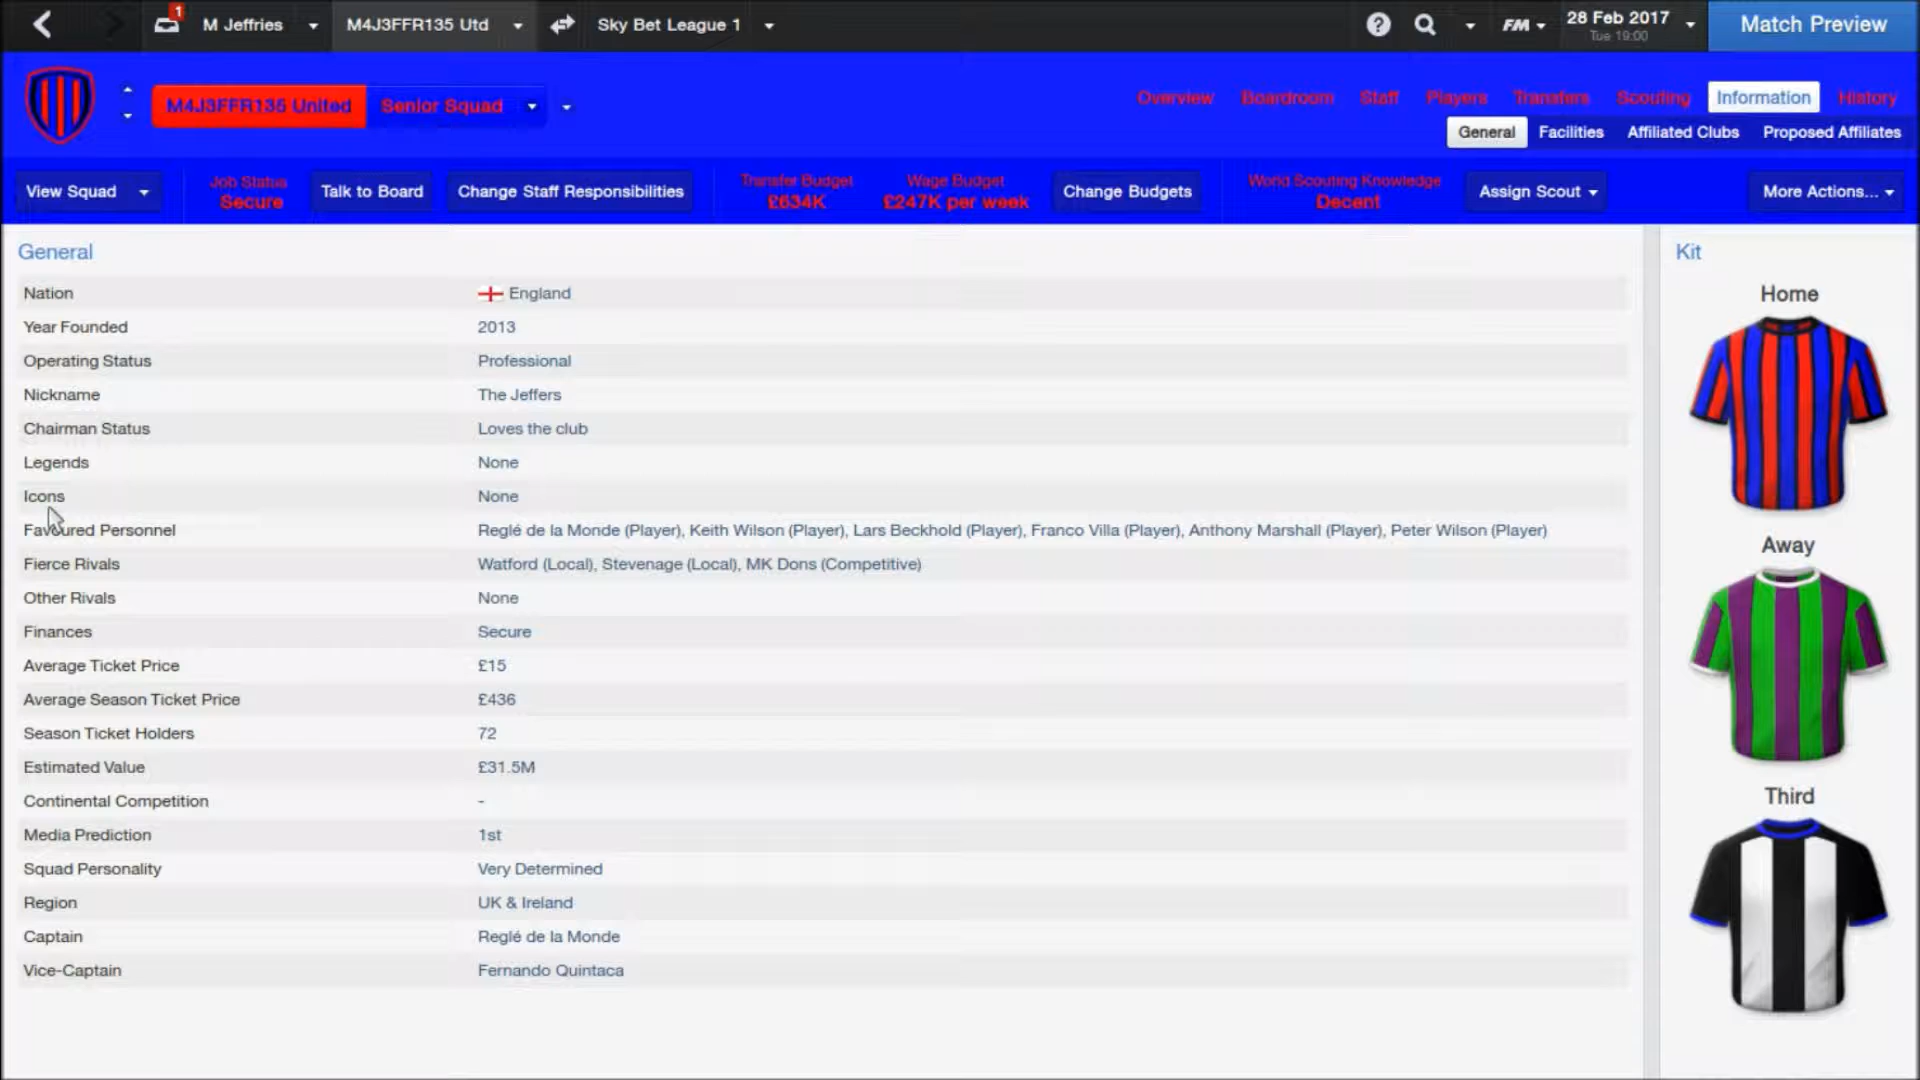 1
M Jeffries
M4J3FFR135 Utd
Sky Bet League 1
FM
28 Feb 2017
Tue 19:00
Match Preview
M4J3FFR135 United
Senior Squad
Overview
Boardroom
Staff
Players
Transfers
Scouting
Information
History
General
Facilities
Affiliated Clubs
Proposed Affiliates
View Squad
Job Status
Secure
Talk to Board
Change Staff Responsibilities
Transfer Budget
£634K
Wage Budget
£247K per week
Change Budgets
World Scouting Knowledge
Decent
Assign Scout
More Actions...
General
Nation England
Year Founded 2013
Operating Status Professional
Nickname The Jeffers
Chairman Status Loves the club
Legends None
Icons None
Favoured Personnel Reglé de la Monde (Player), Keith Wilson (Player), Lars Beckhold (Player), Franco Villa (Player), Anthony Marshall (Player), Peter Wilson (Player)
Fierce Rivals Watford (Local), Stevenage (Local), MK Dons (Competitive)
Other Rivals None
Finances Secure
Average Ticket Price £15
Average Season Ticket Price £436
Season Ticket Holders 72
Estimated Value £31.5M
Continental Competition -
Media Prediction 1st
Squad Personality Very Determined
Region UK & Ireland
Captain Reglé de la Monde
Vice-Captain Fernando Quintaca
Kit
Home
Away
Third